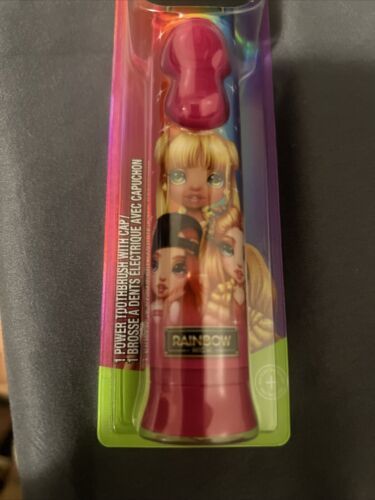 1 POWER TOOTHBRUSH WITH CAP/
1 BROSSE À DENTS ÉLECTRIQUE AVEC CAPUCHON
RAINBOW